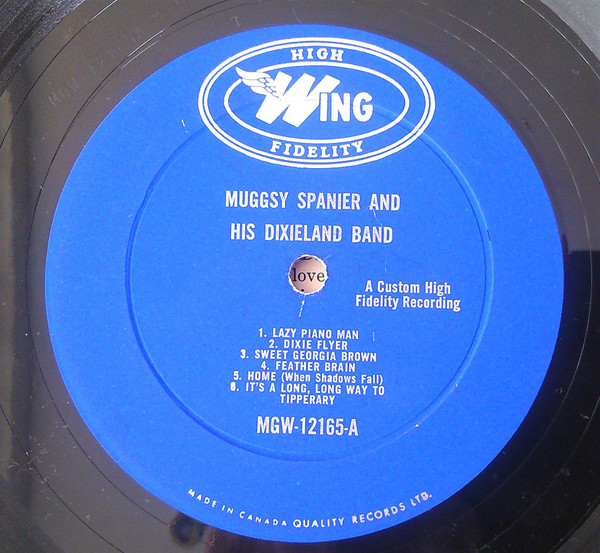 HIGH
WING
FIDELITY
MUGGSY SPANIER AND
HIS DIXIELAND BAND
love
A Custom High
Fidelity Recording
1. LAZY PIANO MAN
2. DIXIE FLYER
3. SWEET GEORGIA BROWN
4. FEATHER BRAIN
5. HOME (When Shadows Fall)
6. IT'S A LONG, LONG WAY TO
TIPPERARY
MGW-12165-A
MADE IN CANADA QUALITY RECORDS LTD.